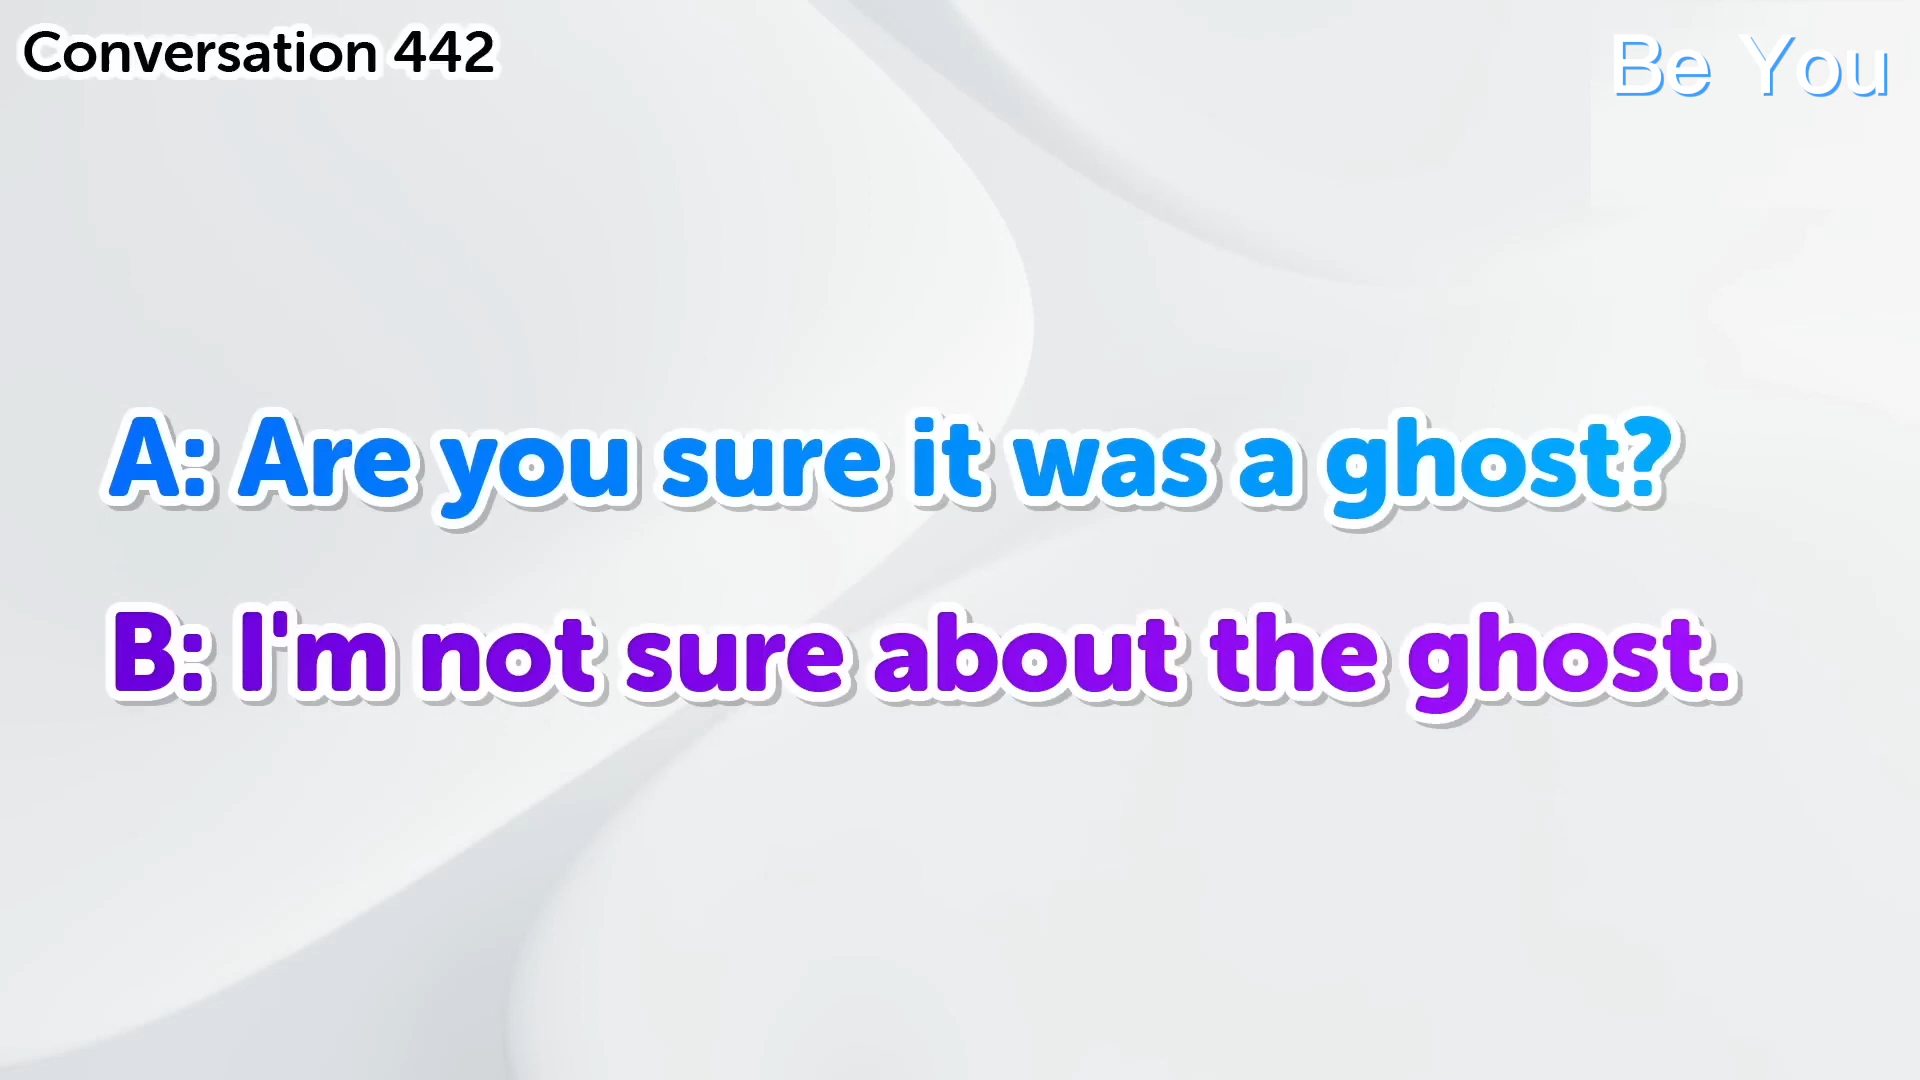 Conversation 442
Be You
A: Are you sure it was a ghost?
B: I'm not sure about the ghost.